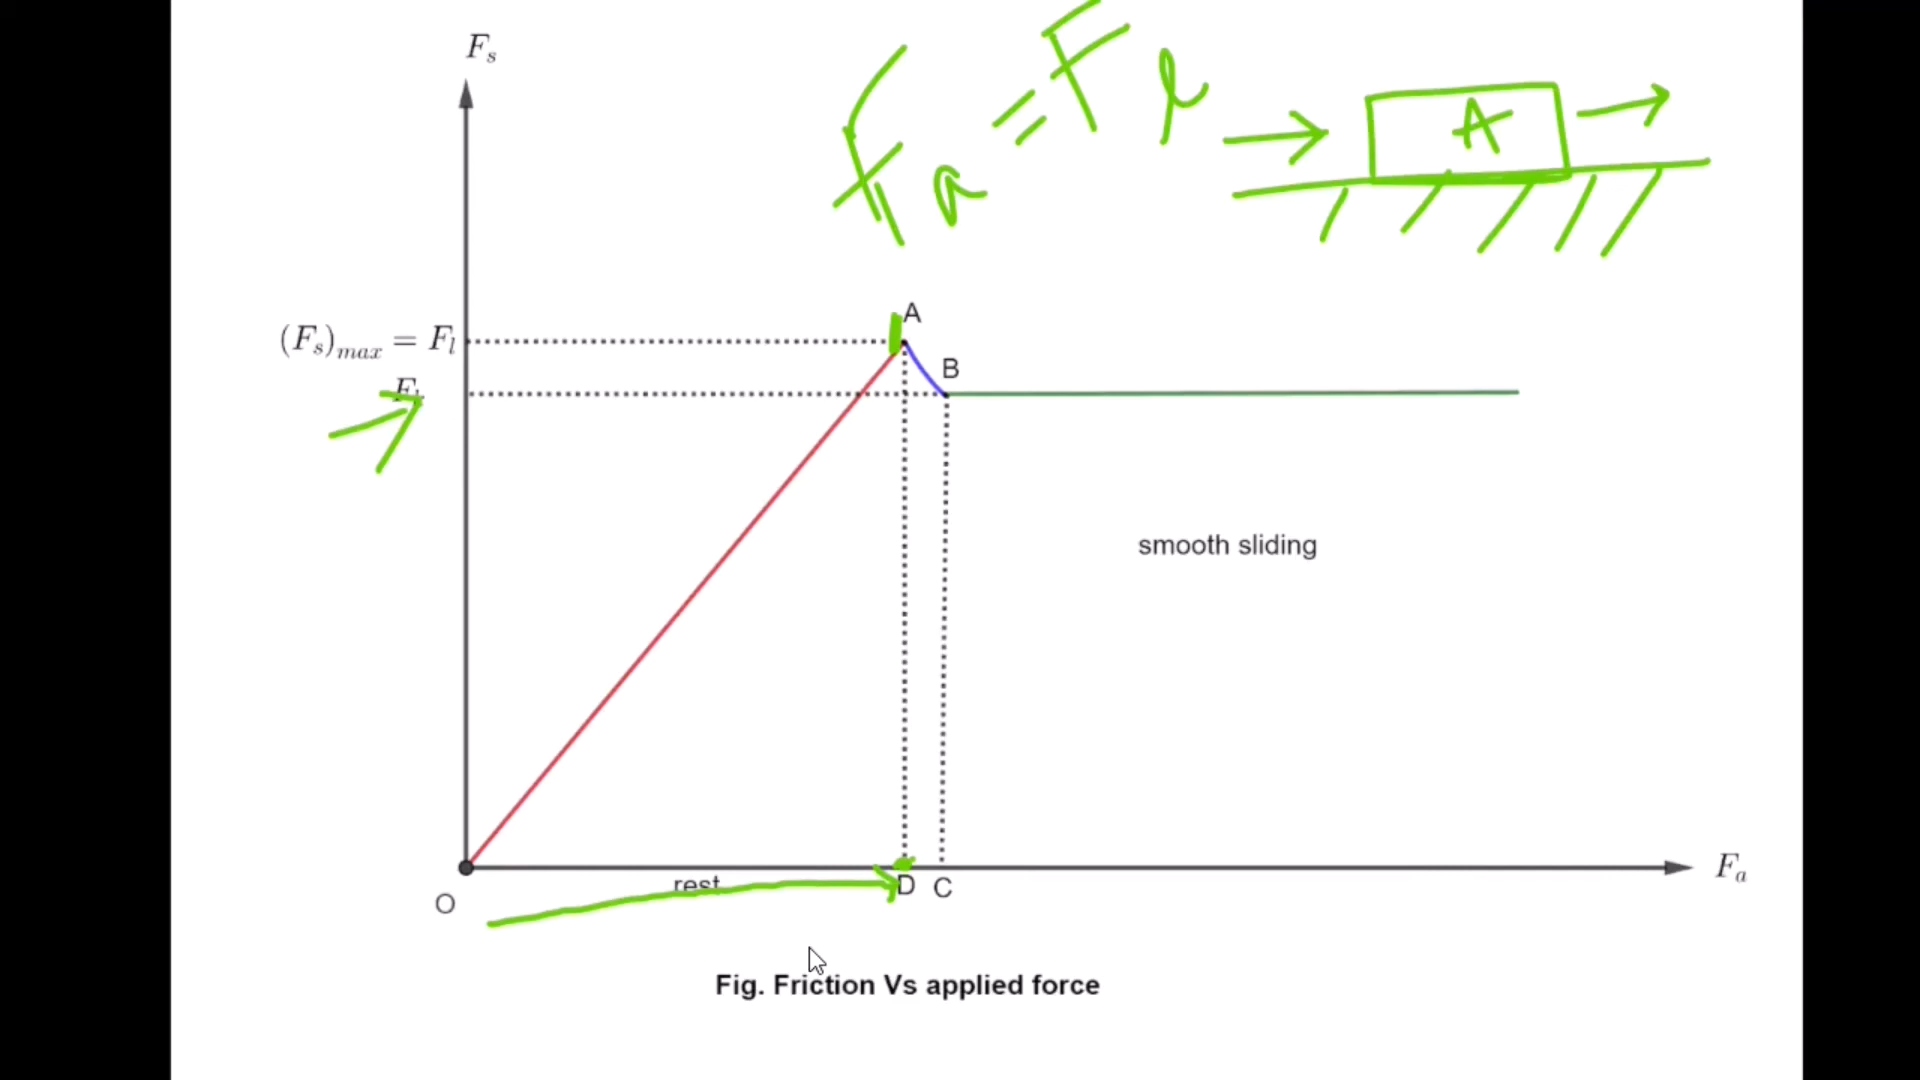 F_s
F_a = F_l
A
A
(F_s)_max = F_l
B
smooth sliding
rest
D C
F_a
O
Fig. Friction Vs applied force